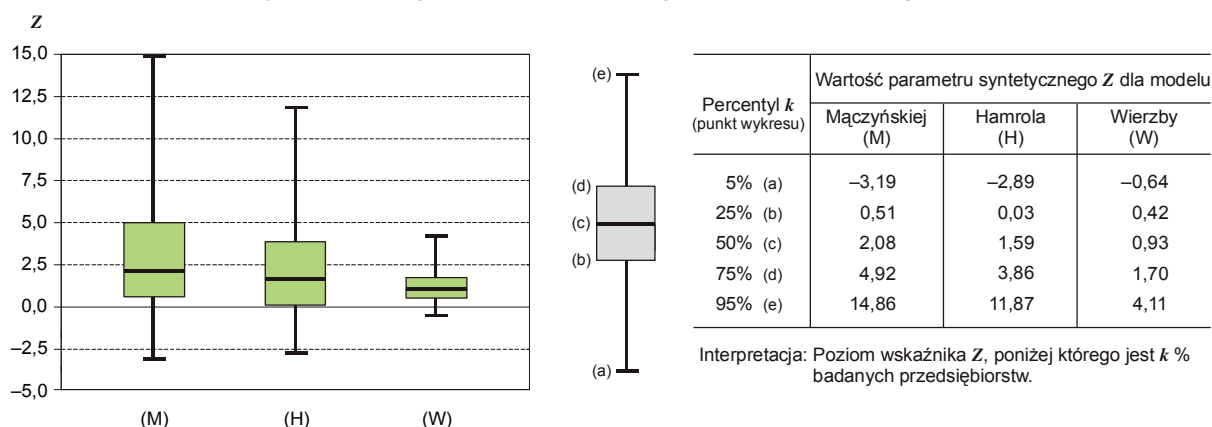 Z
15,0
12,5
10,0
7,5
5,0
2,5
0,0
–2,5
–5,0
(M) (H) (W)
(e)
(d)
(c)
(b)
(a)
Percentyl k
(punkt wykresu)
Wartość parametru syntetycznego Z dla modelu
Mączyńskiej
(M)
Hamrola
(H)
Wierzby
(W)
5% (a) –3,19 –2,89 –0,64
25% (b) 0,51 0,03 0,42
50% (c) 2,08 1,59 0,93
75% (d) 4,92 3,86 1,70
95% (e) 14,86 11,87 4,11
Interpretacja: Poziom wskaźnika Z, poniżej którego jest k %
badanych przedsiębiorstw.